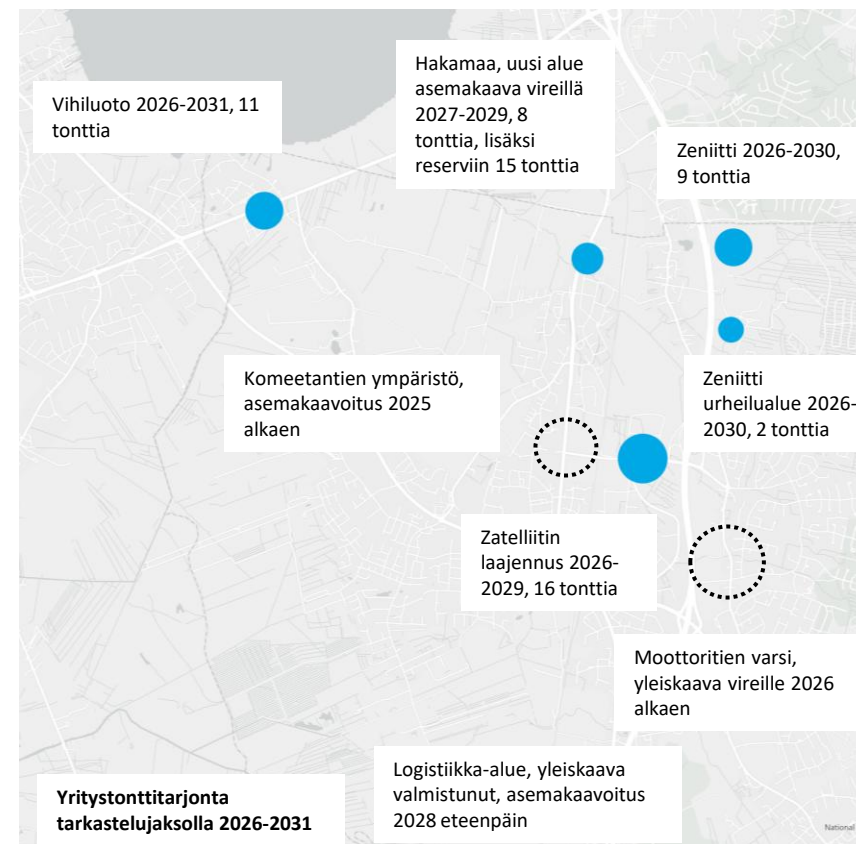 Vihiluoto 2026-2031, 11
tonttia
Hakamaa, uusi alue
asemakaava vireillä
2027-2029, 8
tonttia, lisäksi
reserviin 15 tonttia
Zeniitti 2026-2030,
9 tonttia
Komeetantien ympäristö,
asemakaavoitus 2025
alkaen
Zeniitti
urheilualue 2026-
2030, 2 tonttia
Zatelliitin
laajennus 2026-
2029, 16 tonttia
Moottoritien varsi,
yleiskaava vireille 2026
alkaen
Logistiikka-alue, yleiskaava
valmistunut, asemakaavoitus
2028 eteenpäin
Yritystonttitarjonta
tarkastelujaksolla 2026-2031
National